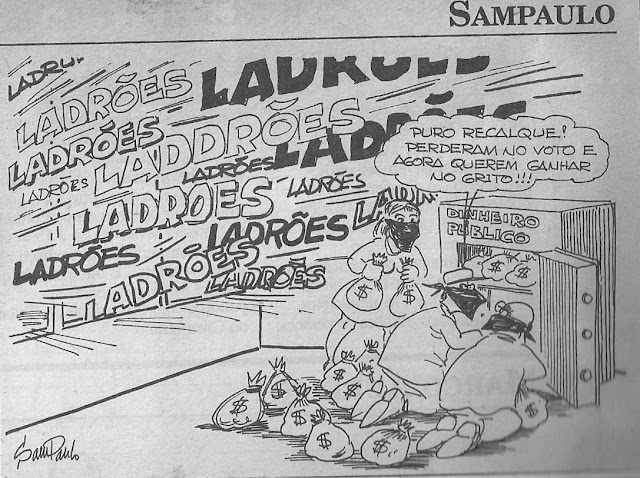 SAMPAULO
LADRÕES
LADRÕES
LADRÕES
LADDRÕES
LADRÕES
LADRÕES
LADRÕES
LADRÕES
LADRÕES
LADRÕES
LADRÕES
LADRÕES
LADRÕES
LADRÕES
PURO RECALQUE!
PERDERAM NO VOTO E
AGORA QUEREM GANHAR
NO GRITO!!!
DINHEIRO
PÚBLICO
$ $
$ $
$
$
$
$
$
$
$
SamPaulo